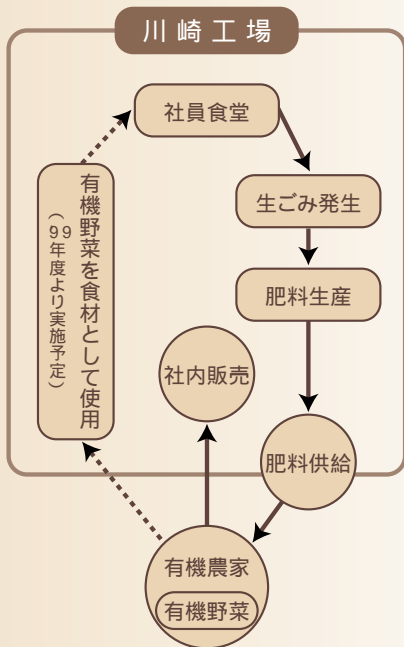 川崎工場
社員食堂
生ごみ発生
肥料生産
有機野菜を食材として使用
(99年度より実施予定)
社内販売
肥料供給
有機農家
有機野菜